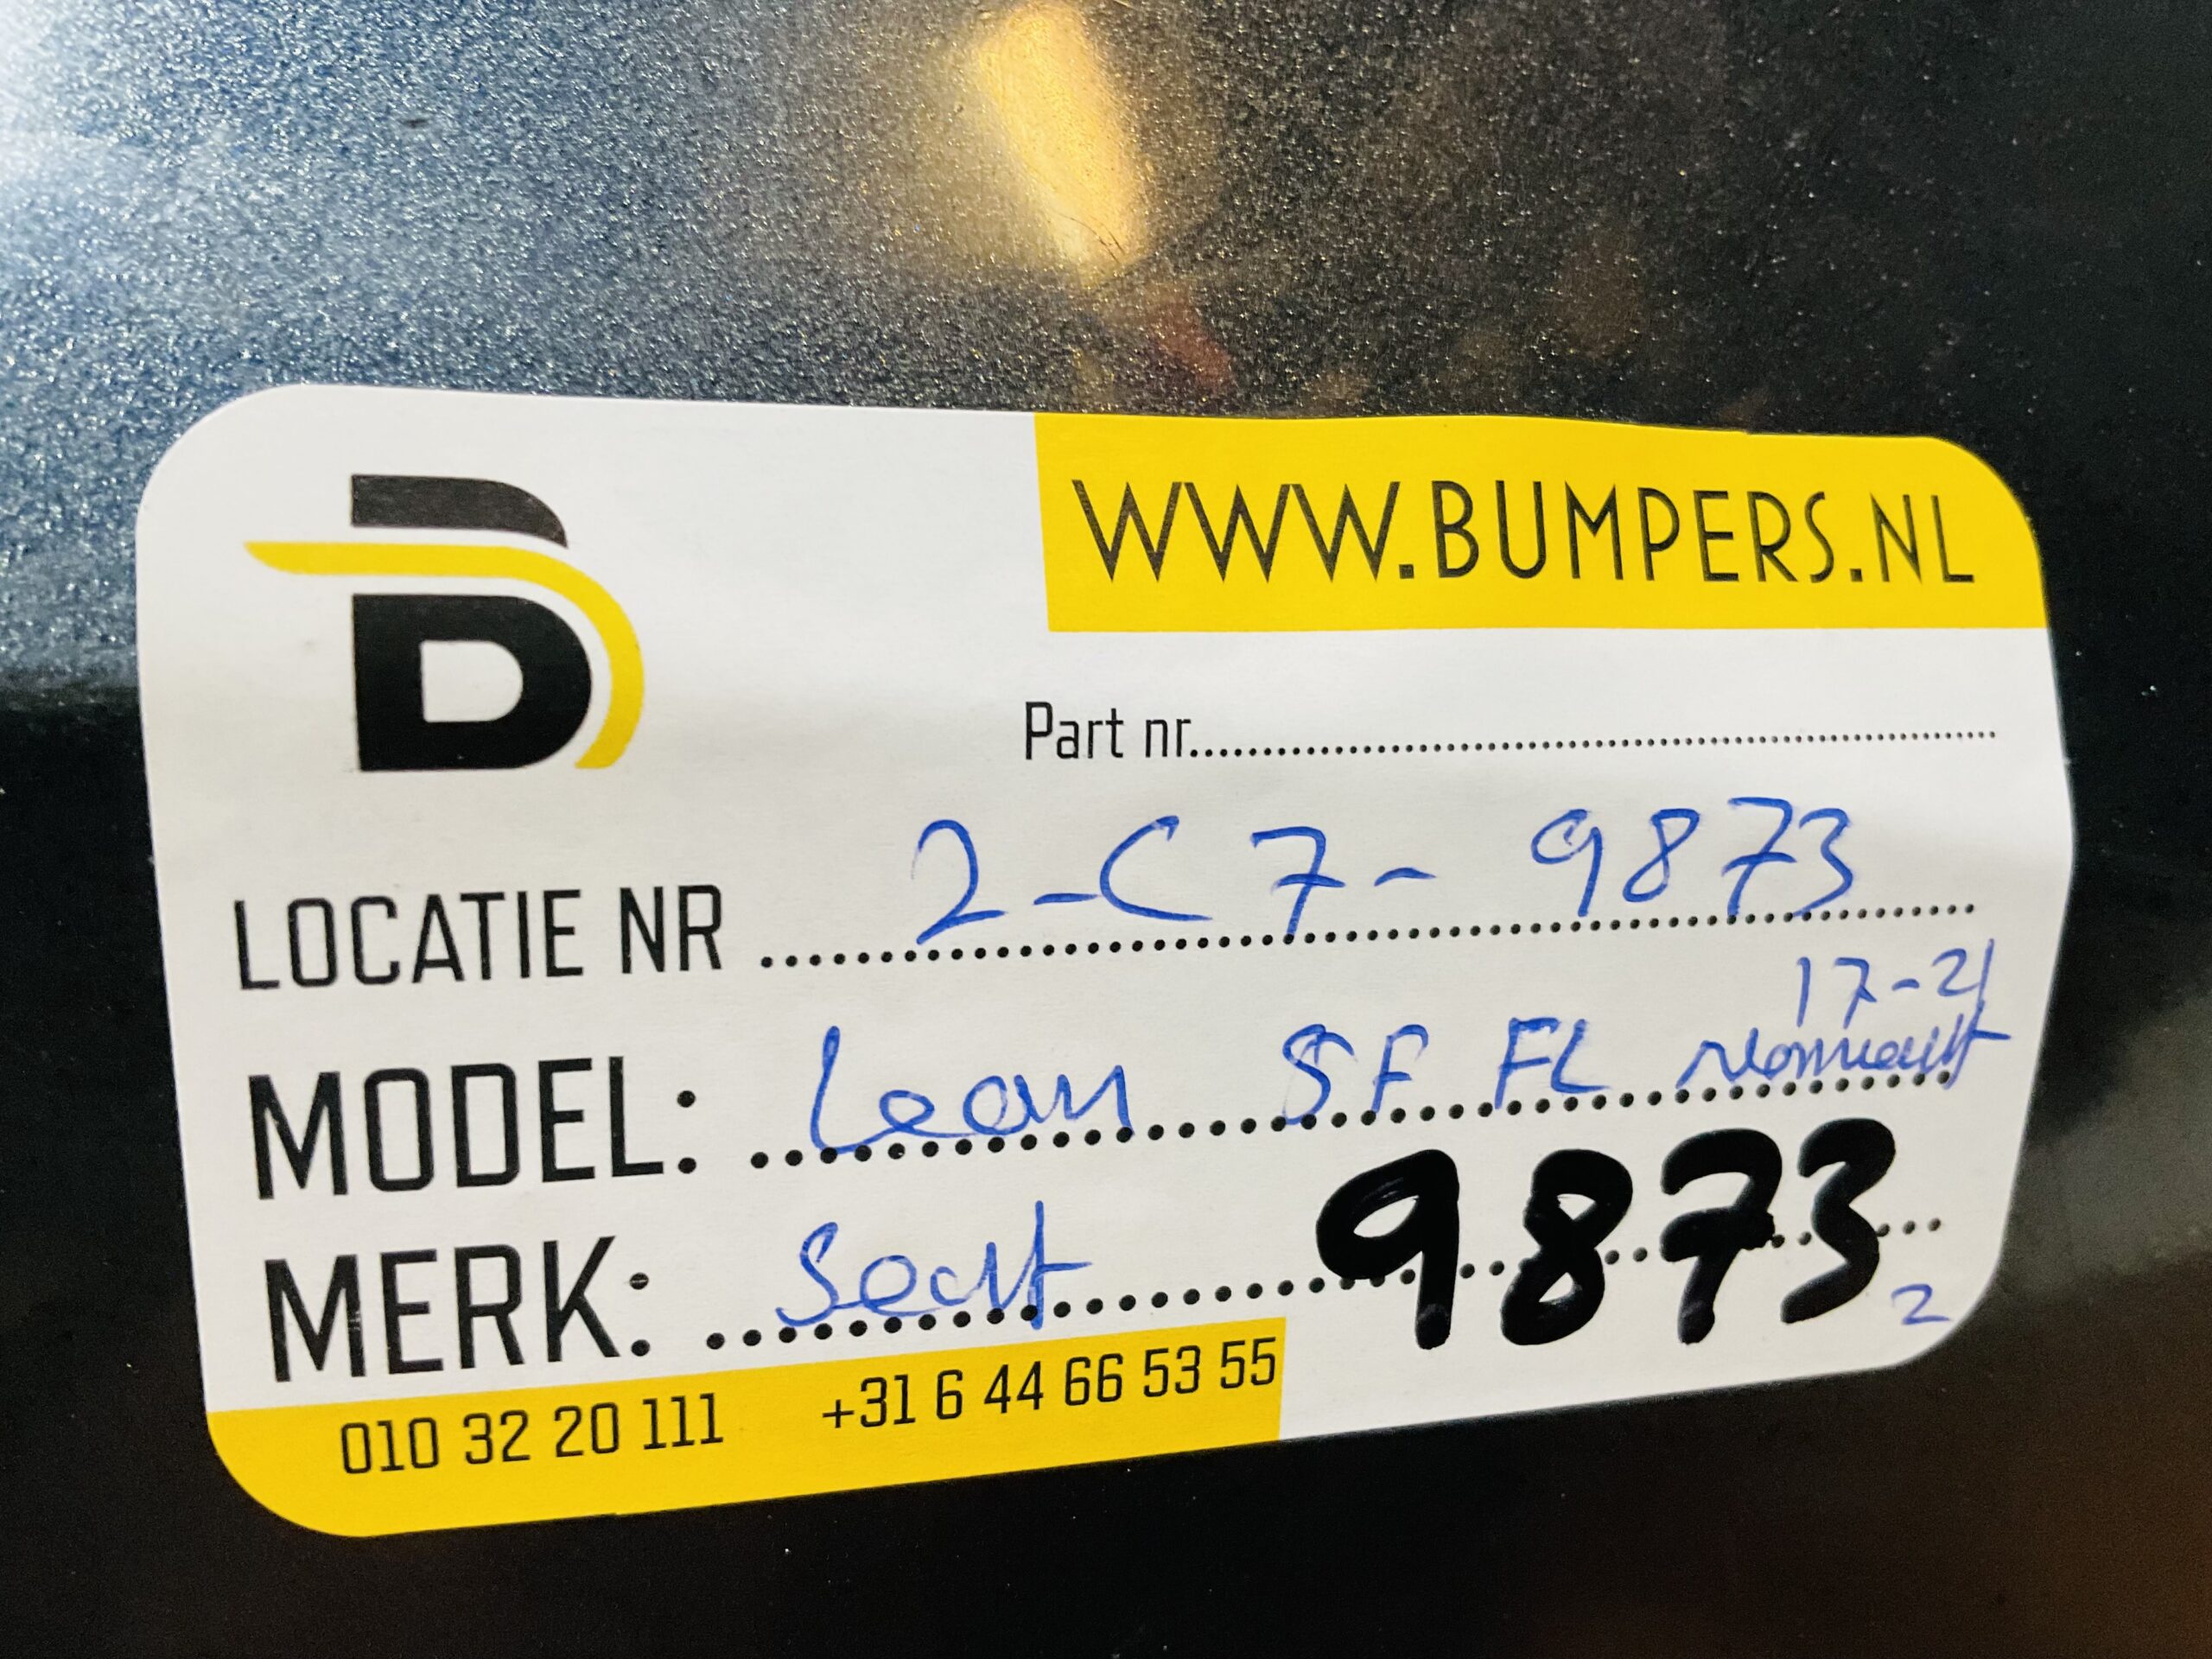 WWW.BUMPERS.NL
Part nr.
LOCATIE NR 2-C7-9873
17-21
MODEL: Leon 5F FL
MERK: Seat 9873
2
010 32 20 111 +31 6 44 66 53 55